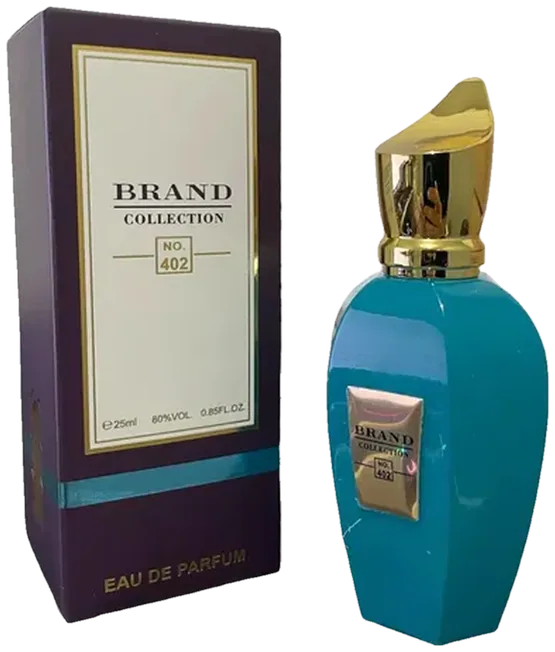 BRAND
COLLECTION
NO.
402
℮25ml 80%VOL. 0.85FL.OZ.
EAU DE PARFUM
BRAND
COLLECTION
NO.
402